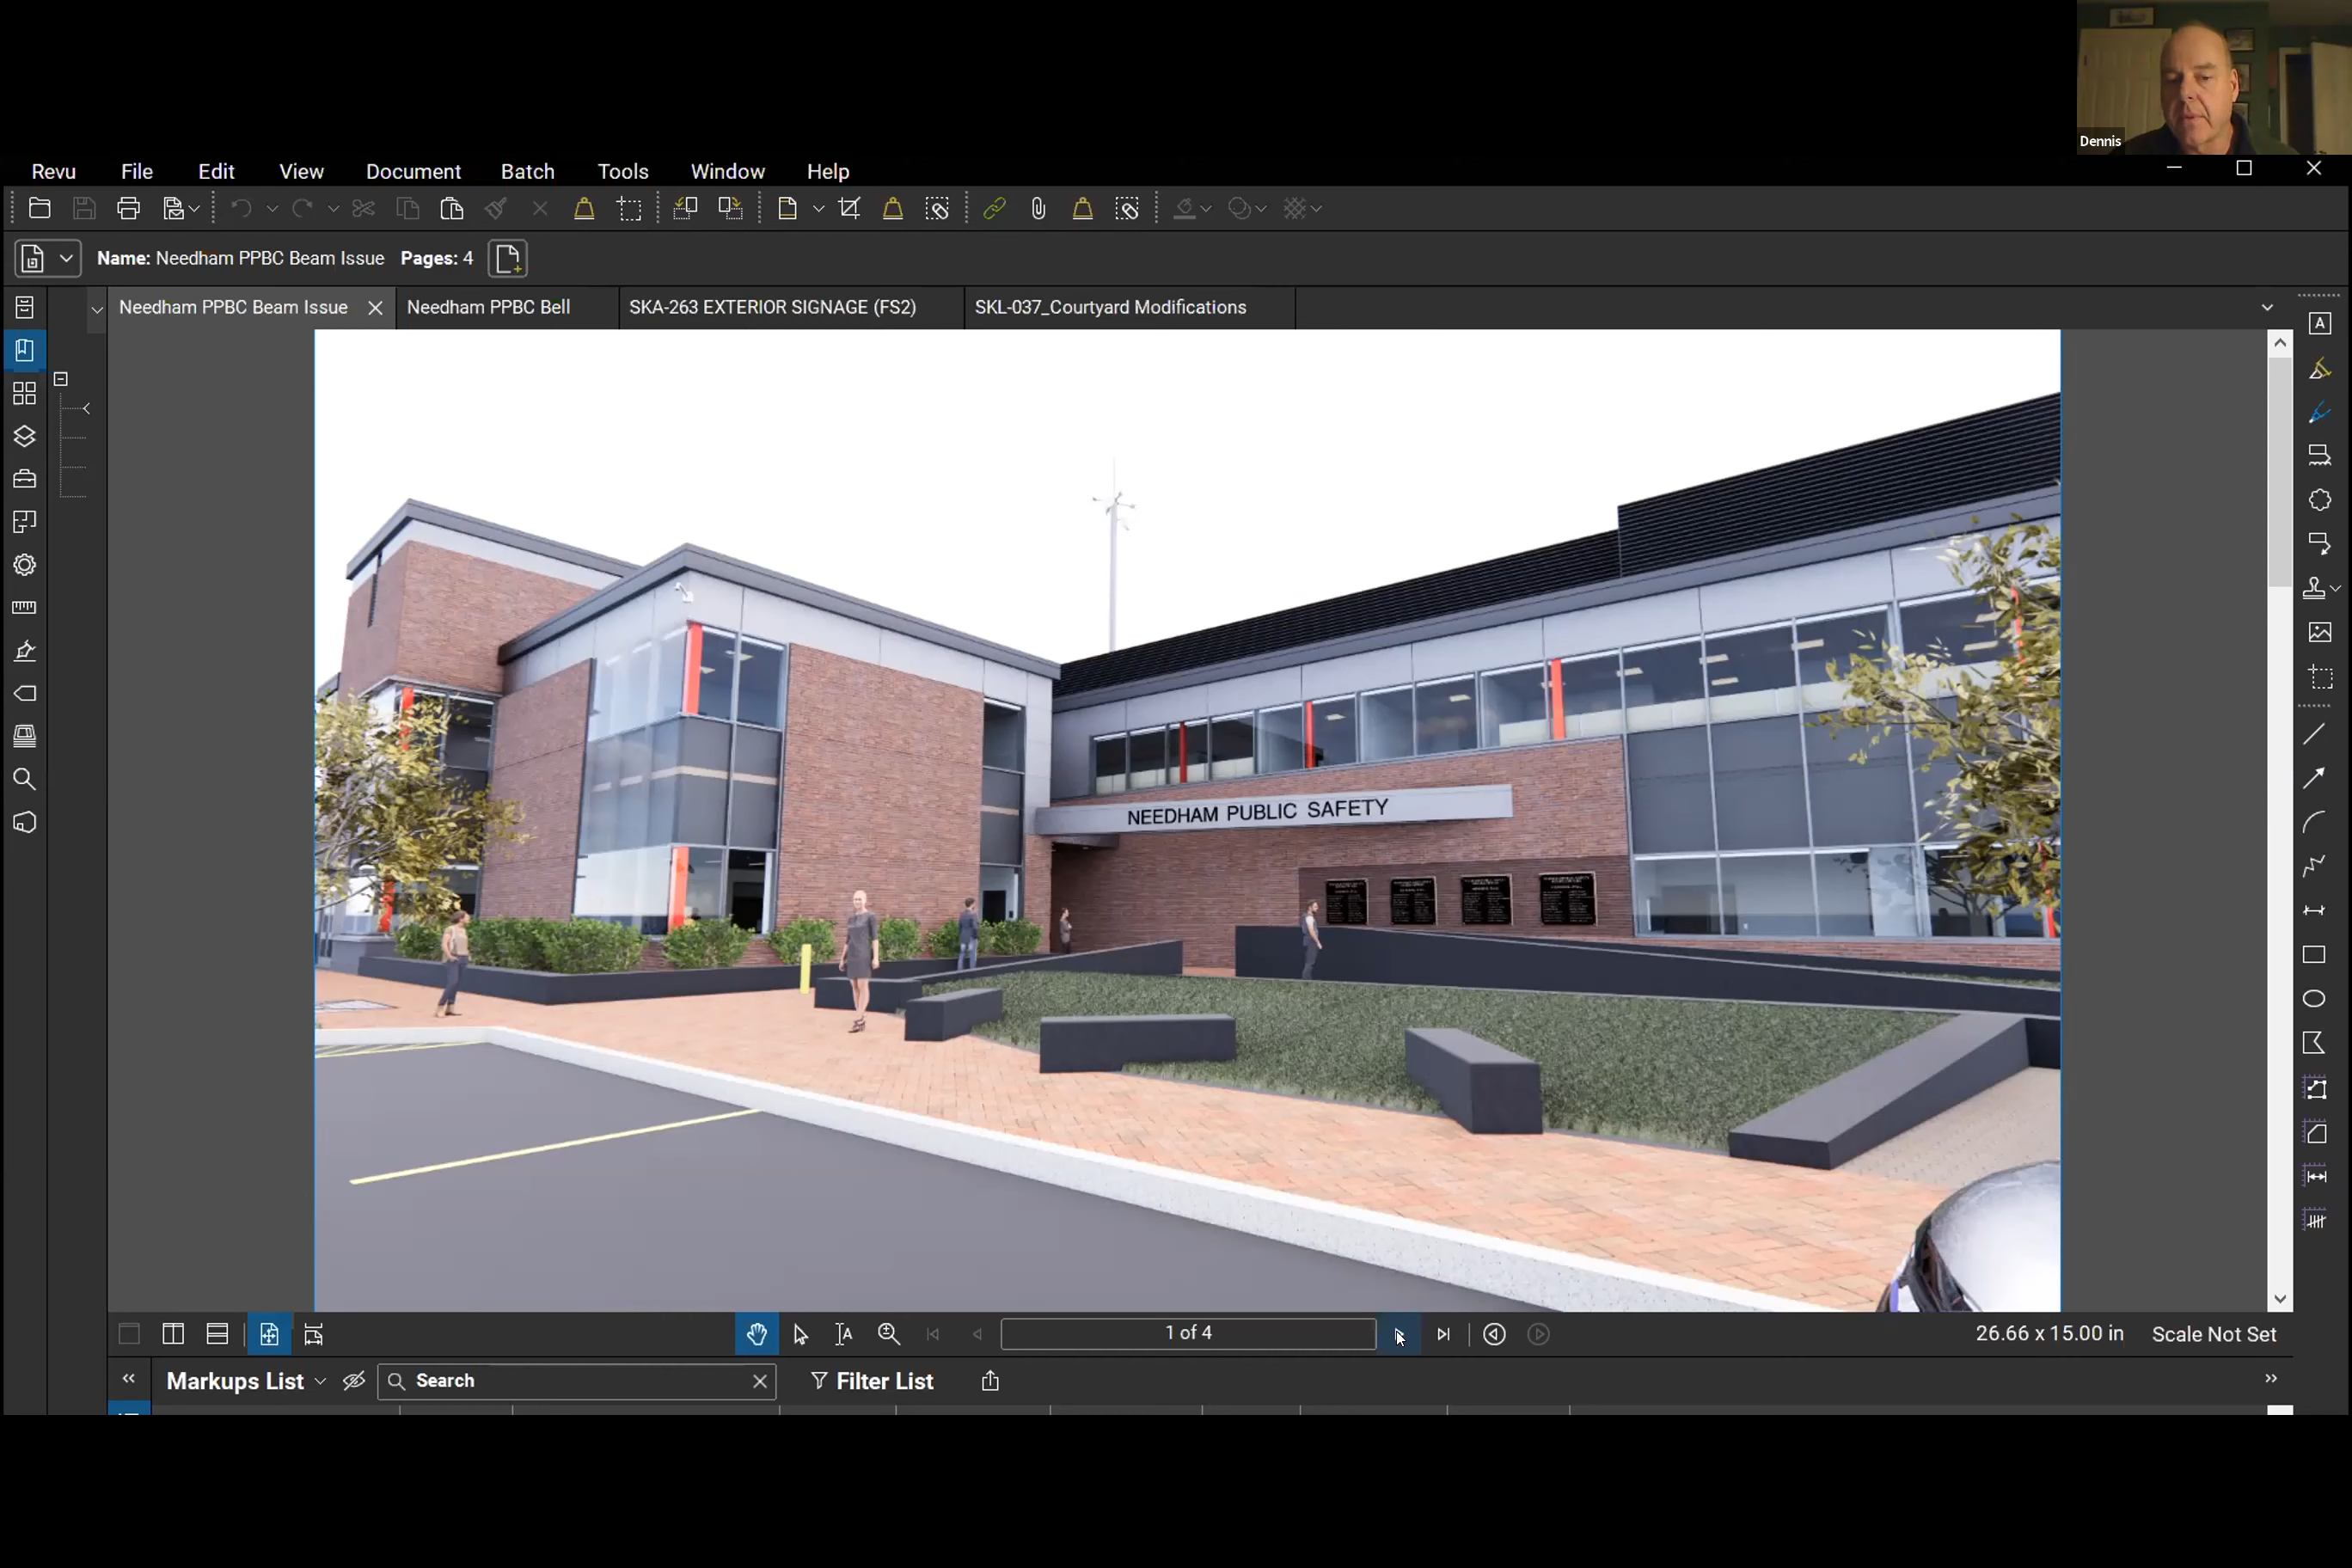 Dennis
Revu File Edit View Document Batch Tools Window Help
Name: Needham PPBC Beam Issue Pages: 4
Needham PPBC Beam Issue Needham PPBC Bell SKA-263 EXTERIOR SIGNAGE (FS2) SKL-037_Courtyard Modifications
NEEDHAM PUBLIC SAFETY
1 of 4 26.66 x 15.00 in Scale Not Set
Markups List Search Filter List